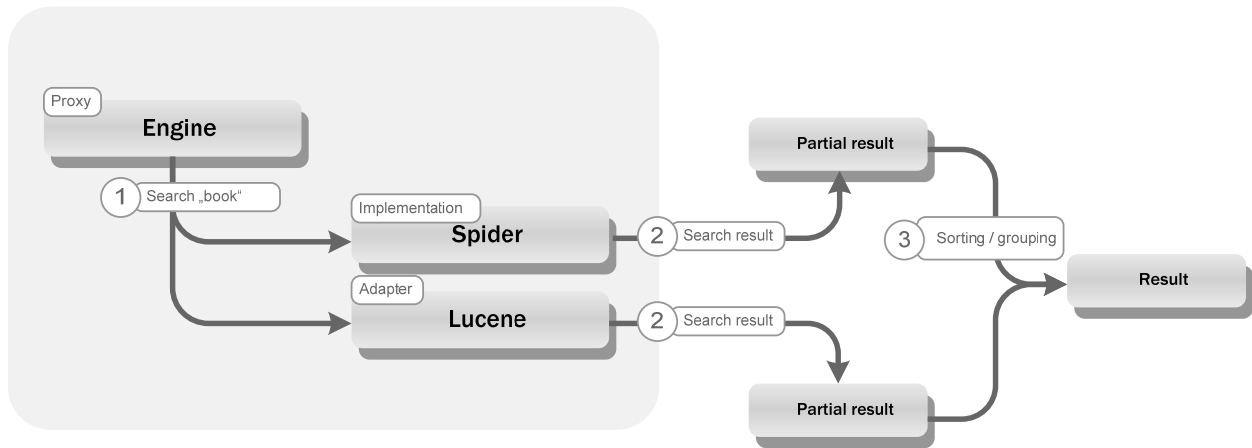 Proxy
Engine
1 Search „book“
Implementation
Spider
Adapter
Lucene
2 Search result
2 Search result
Partial result
Partial result
3 Sorting / grouping
Result